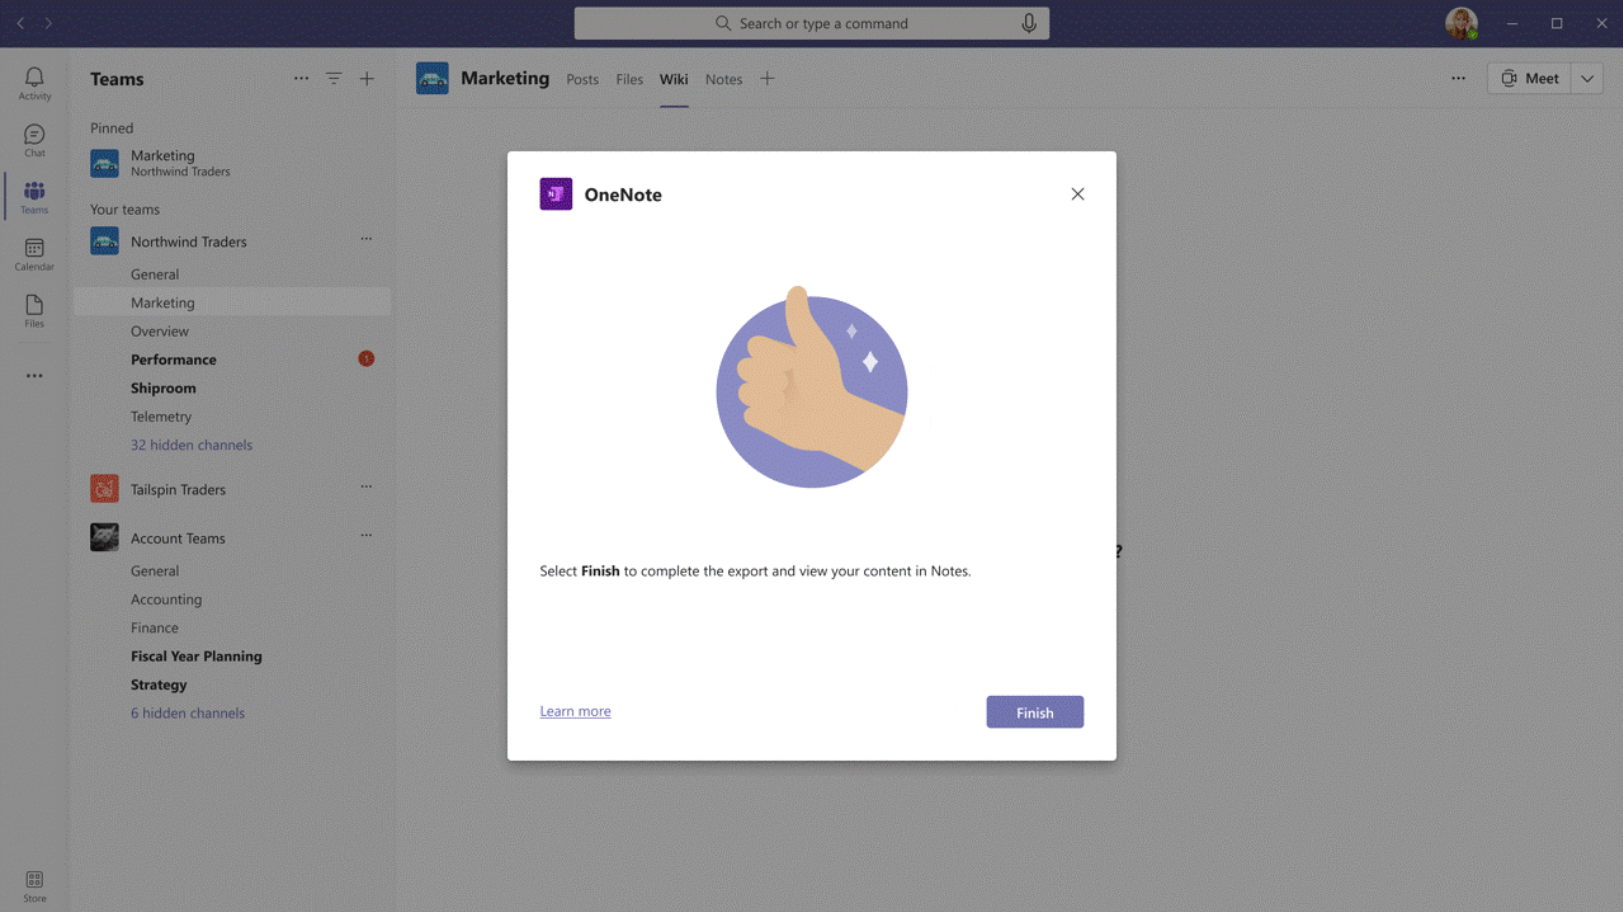 Search or type a command
Activity
Chat
Teams
Calendar
Files
Store
Teams
Pinned
Marketing
Northwind Traders
Your teams
Northwind Traders
General
Marketing
Overview
Performance 1
Shiproom
Telemetry
32 hidden channels
Tailspin Traders
Account Teams
General
Accounting
Finance
Fiscal Year Planning
Strategy
6 hidden channels
Marketing Posts Files Wiki Notes
Meet
OneNote
?
Select Finish to complete the export and view your content in Notes.
Learn more
Finish